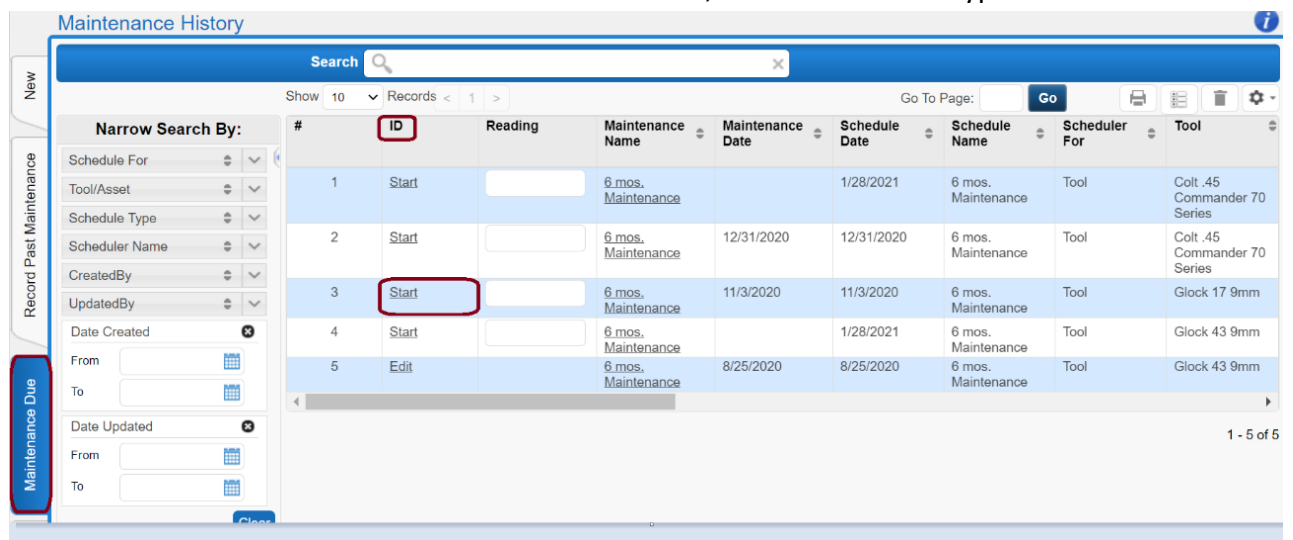 Maintenance History
Search
Show 10 Records < 1 >
Go To Page: Go
New
Record Past Maintenance
Maintenance Due
Narrow Search By:
Schedule For
Tool/Asset
Schedule Type
Scheduler Name
CreatedBy
UpdatedBy
Date Created
From
To
Date Updated
From
To
Clear
# ID Reading Maintenance Name Maintenance Date Schedule Date Schedule Name Scheduler For Tool
1 Start 6 mos. Maintenance 1/28/2021 6 mos. Maintenance Tool Colt .45 Commander 70 Series
2 Start 6 mos. Maintenance 12/31/2020 12/31/2020 6 mos. Maintenance Tool Colt .45 Commander 70 Series
3 Start 6 mos. Maintenance 11/3/2020 11/3/2020 6 mos. Maintenance Tool Glock 17 9mm
4 Start 6 mos. Maintenance 1/28/2021 6 mos. Maintenance Tool Glock 43 9mm
5 Edit 6 mos. Maintenance 8/25/2020 8/25/2020 6 mos. Maintenance Tool Glock 43 9mm
1 - 5 of 5